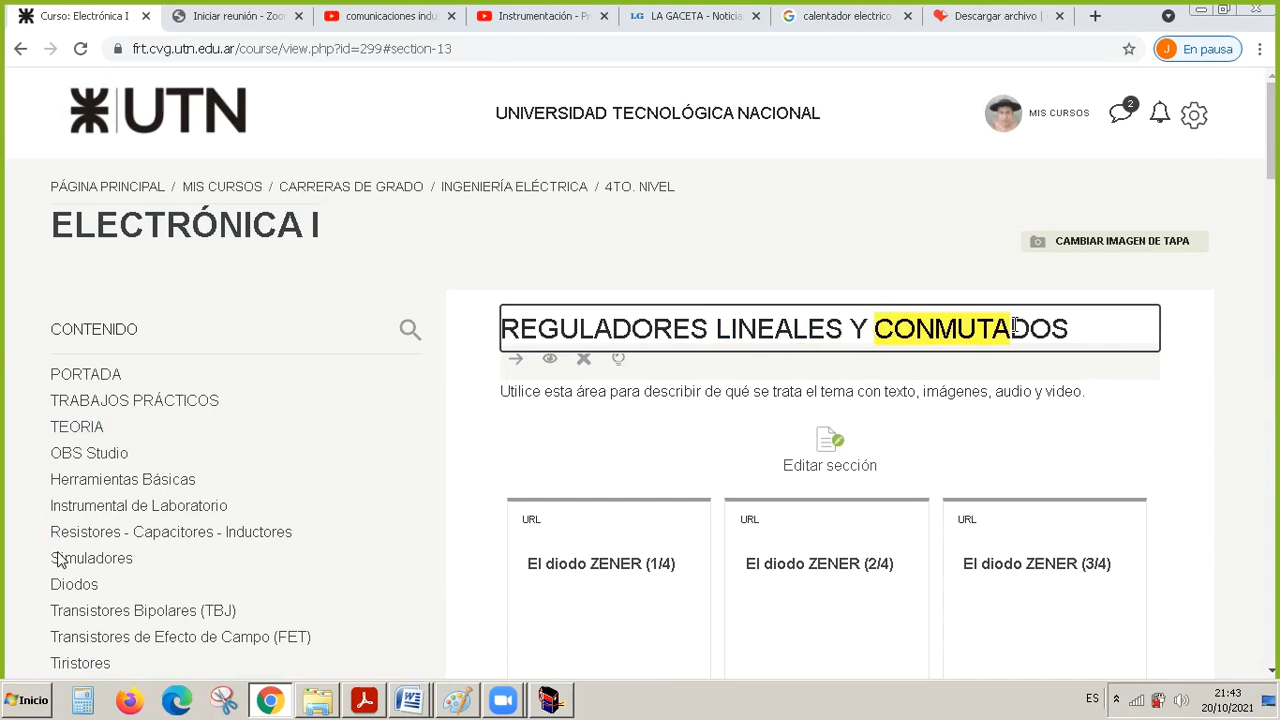 Curso: Electrónica I
Iniciar reunión - Zoo
comunicaciones indu
Instrumentación - Pr
LG LA GACETA - Noticia
calentador electrico
Descargar archivo | Z
frt.cvg.utn.edu.ar/course/view.php?id=299#section-13
J En pausa
UTN
UNIVERSIDAD TECNOLÓGICA NACIONAL
MIS CURSOS
2
PÁGINA PRINCIPAL / MIS CURSOS / CARRERAS DE GRADO / INGENIERÍA ELÉCTRICA / 4TO. NIVEL
ELECTRÓNICA I
CAMBIAR IMAGEN DE TAPA
CONTENIDO
PORTADA
TRABAJOS PRÁCTICOS
TEORIA
OBS Studio
Herramientas Básicas
Instrumental de Laboratorio
Resistores - Capacitores - Inductores
Simuladores
Diodos
Transistores Bipolares (TBJ)
Transistores de Efecto de Campo (FET)
Tiristores
REGULADORES LINEALES Y CONMUTADOS
Utilice esta área para describir de qué se trata el tema con texto, imágenes, audio y video.
Editar sección
URL
El diodo ZENER (1/4)
URL
El diodo ZENER (2/4)
URL
El diodo ZENER (3/4)
Inicio
ES
21:43
20/10/2021